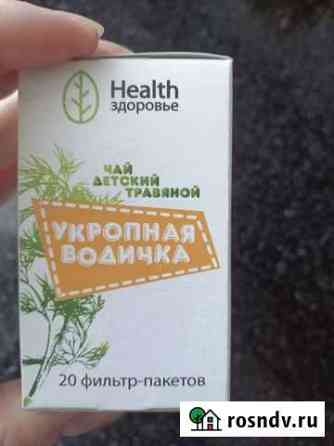 Health
здоровье
ЧАЙ
ДЕТСКИЙ
ТРАВЯНОЙ
УКРОПНАЯ
ВОДИЧКА
20 фильтр-пакетов
rosndv.ru